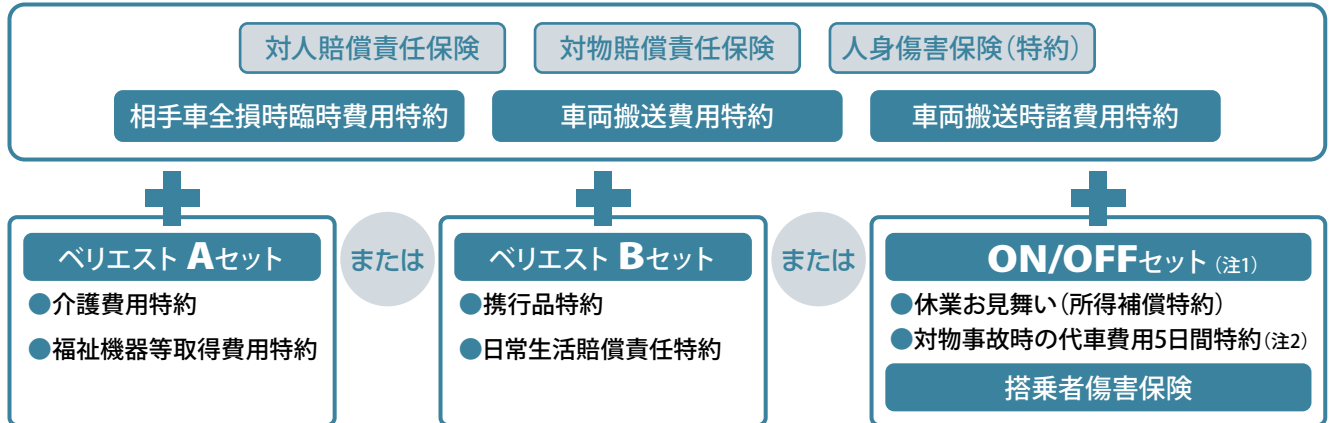 対人賠償責任保険
対物賠償責任保険
人身傷害保険(特約)
相手車全損時臨時費用特約
車両搬送費用特約
車両搬送時諸費用特約
ベリエスト Aセット
●介護費用特約
●福祉機器等取得費用特約
または
ベリエスト Bセット
●携行品特約
●日常生活賠償責任特約
または
ON/OFFセット(注1)
●休業お見舞い(所得補償特約)
●対物事故時の代車費用5日間特約(注2)
搭乗者傷害保険